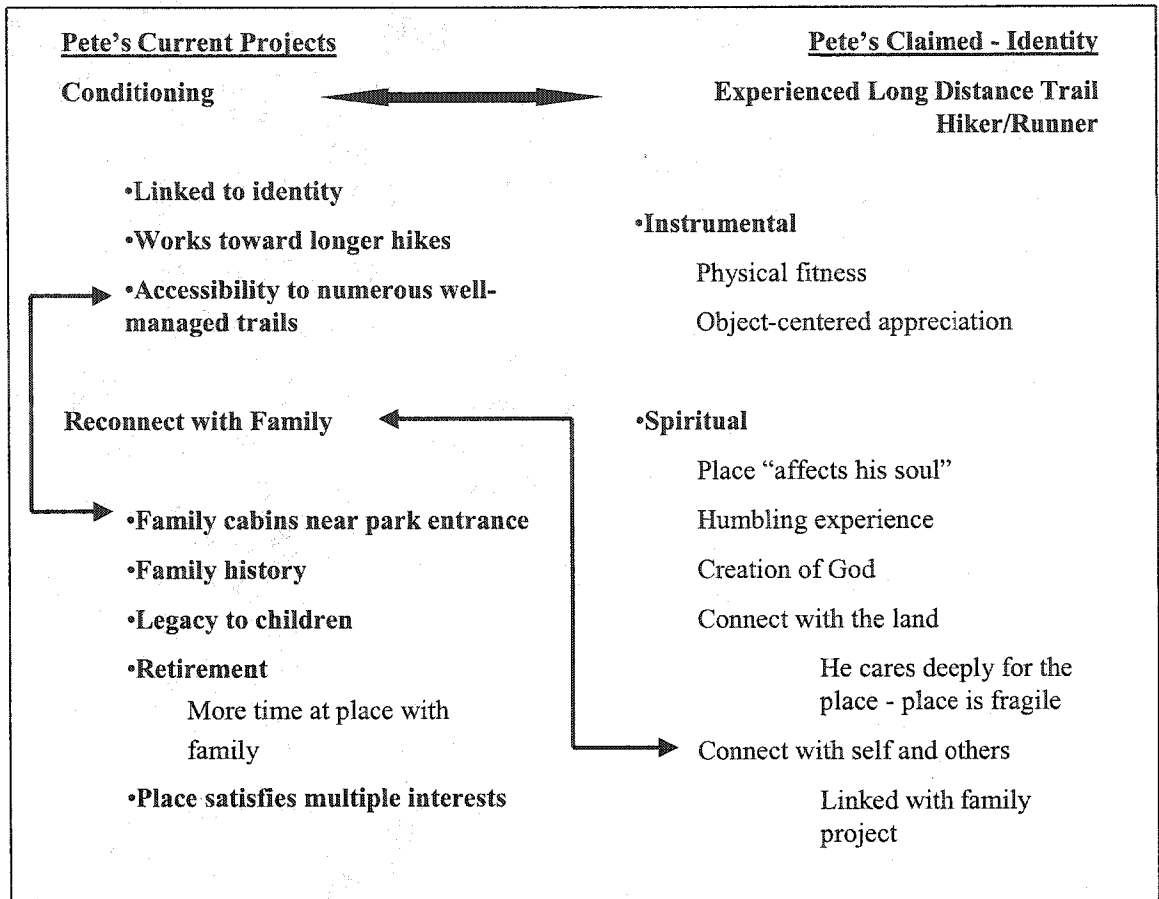 Pete's Current Projects
Conditioning
•Linked to identity
•Works toward longer hikes
•Accessibility to numerous well-
managed trails
Reconnect with Family
•Family cabins near park entrance
•Family history
•Legacy to children
•Retirement
More time at place with
family
•Place satisfies multiple interests
Pete's Claimed - Identity
Experienced Long Distance Trail
Hiker/Runner
•Instrumental
Physical fitness
Object-centered appreciation
•Spiritual
Place “affects his soul”
Humbling experience
Creation of God
Connect with the land
He cares deeply for the
place - place is fragile
Connect with self and others
Linked with family
project